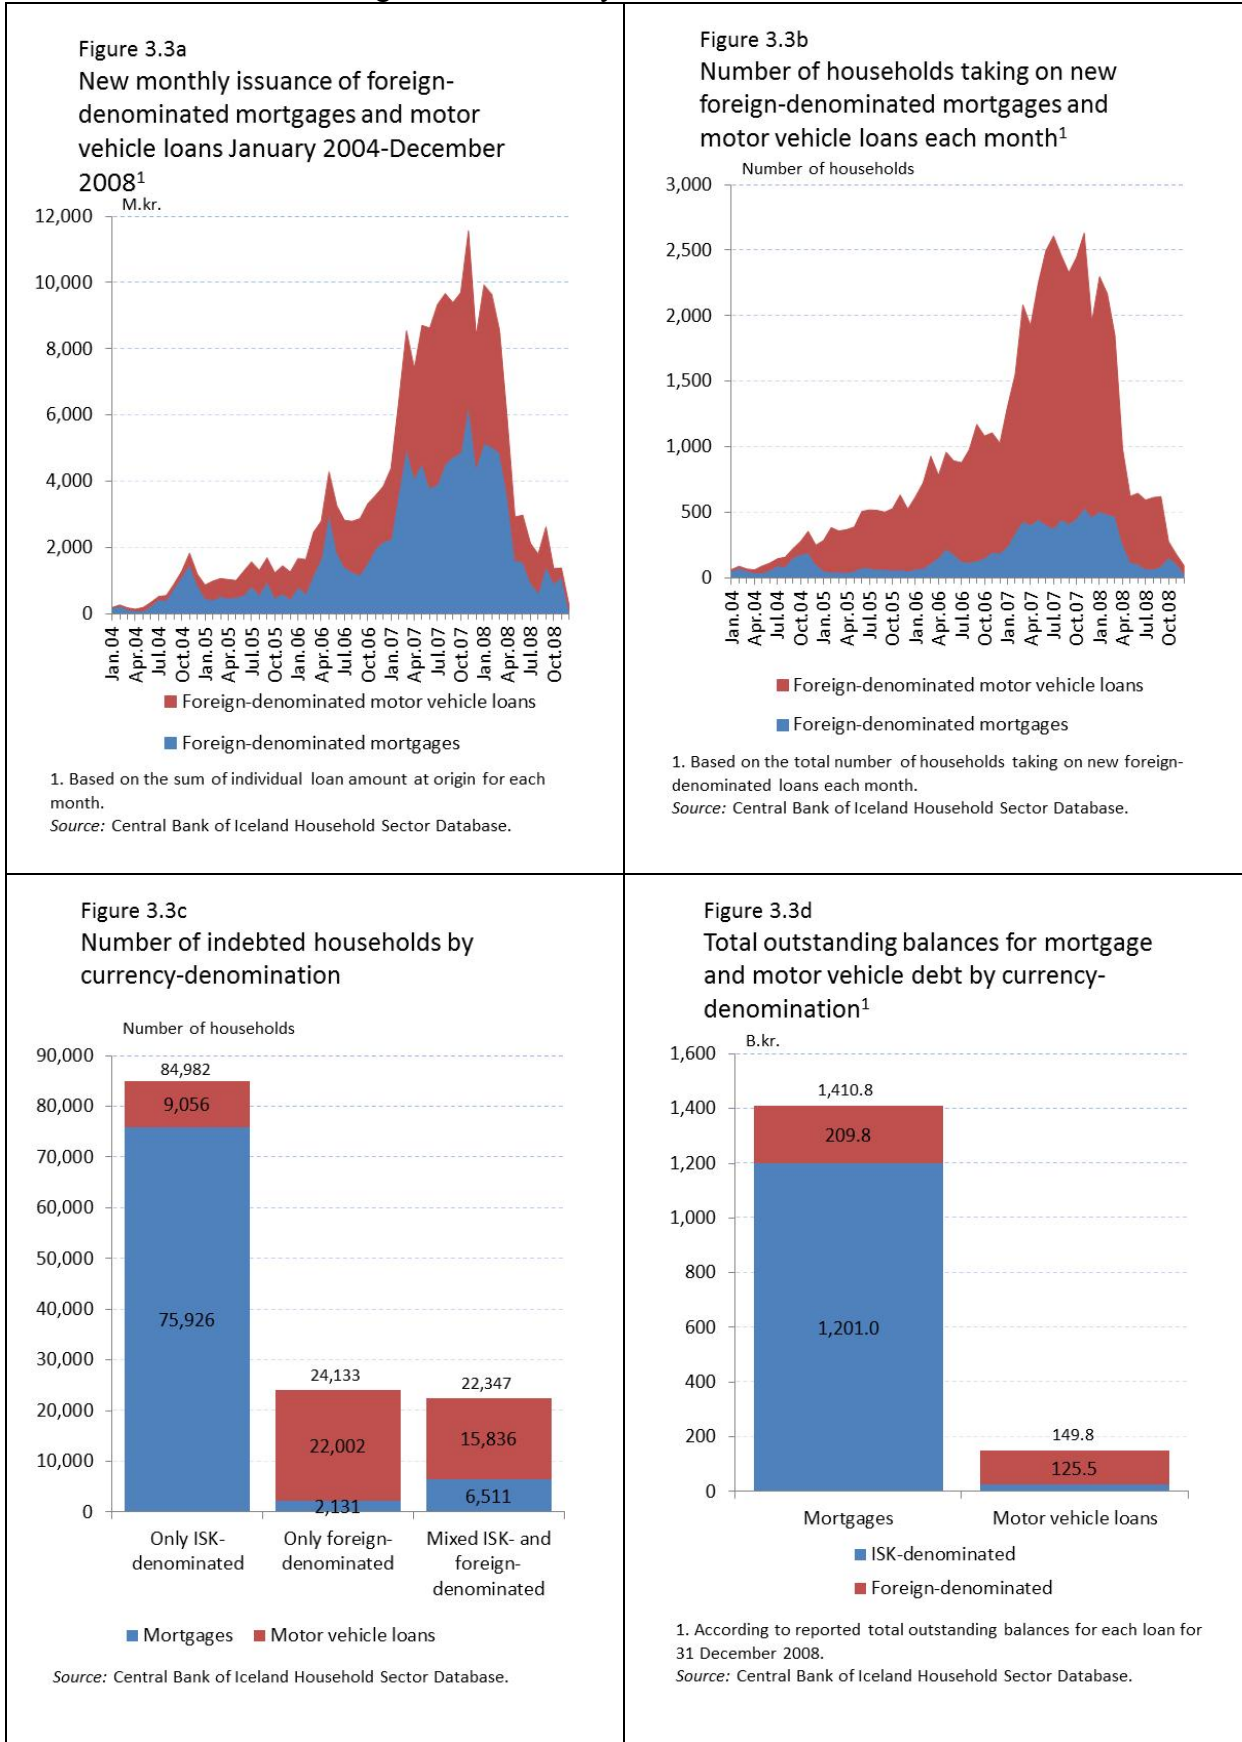 Figure 3.3a
New monthly issuance of foreign-
denominated mortgages and motor
vehicle loans January 2004-December
2008¹
M.kr.
12,000
10,000
8,000
6,000
4,000
2,000
0
Jan.04
Apr.04
Jul.04
Oct.04
Jan.05
Apr.05
Jul.05
Oct.05
Jan.06
Apr.06
Jul.06
Oct.06
Jan.07
Apr.07
Jul.07
Oct.07
Jan.08
Apr.08
Jul.08
Oct.08
Foreign-denominated motor vehicle loans
Foreign-denominated mortgages
1. Based on the sum of individual loan amount at origin for each
month.
Source: Central Bank of Iceland Household Sector Database.
Figure 3.3b
Number of households taking on new
foreign-denominated mortgages and
motor vehicle loans each month¹
Number of households
3,000
2,500
2,000
1,500
1,000
500
0
Jan.04
Apr.04
Jul.04
Oct.04
Jan.05
Apr.05
Jul.05
Oct.05
Jan.06
Apr.06
Jul.06
Oct.06
Jan.07
Apr.07
Jul.07
Oct.07
Jan.08
Apr.08
Jul.08
Oct.08
Foreign-denominated motor vehicle loans
Foreign-denominated mortgages
1. Based on the total number of households taking on new foreign-
denominated loans each month.
Source: Central Bank of Iceland Household Sector Database.
Figure 3.3c
Number of indebted households by
currency-denomination
Number of households
90,000
80,000
70,000
60,000
50,000
40,000
30,000
20,000
10,000
0
84,982
9,056
75,926
24,133
22,002
2,131
22,347
15,836
6,511
Only ISK-
denominated
Only foreign-
denominated
Mixed ISK- and
foreign-
denominated
Mortgages
Motor vehicle loans
Source: Central Bank of Iceland Household Sector Database.
Figure 3.3d
Total outstanding balances for mortgage
and motor vehicle debt by currency-
denomination¹
B.kr.
1,600
1,400
1,200
1,000
800
600
400
200
0
1,410.8
209.8
1,201.0
149.8
125.5
Mortgages
Motor vehicle loans
ISK-denominated
Foreign-denominated
1. According to reported total outstanding balances for each loan for
31 December 2008.
Source: Central Bank of Iceland Household Sector Database.